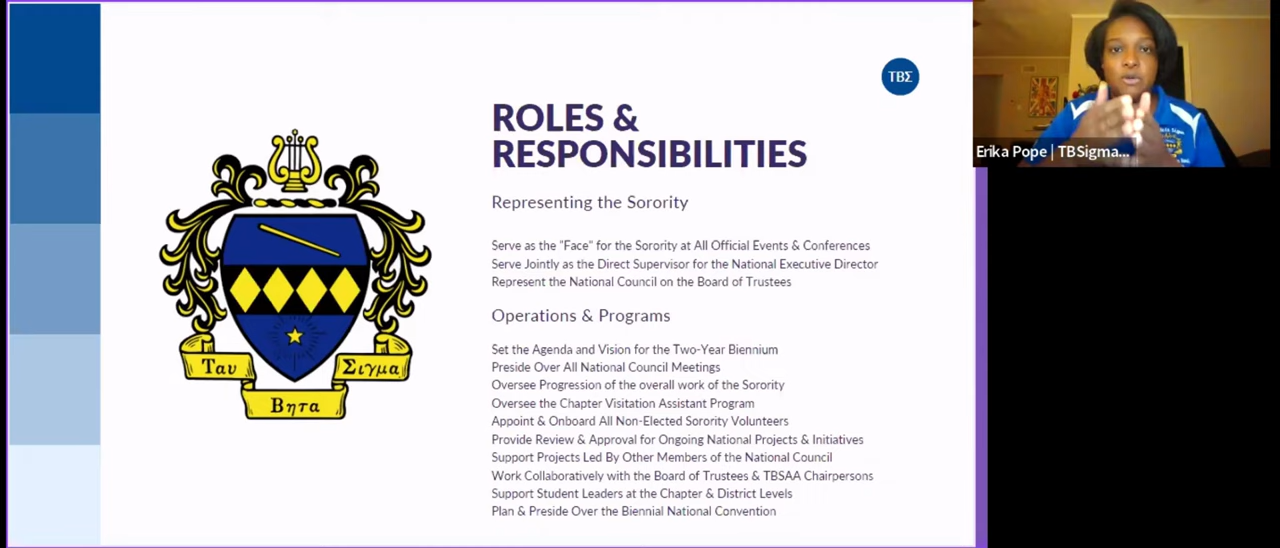 TBΣ
ROLES &
RESPONSIBILITIES
Representing the Sorority
Serve as the "Face" for the Sorority at All Official Events & Conferences
Serve Jointly as the Direct Supervisor for the National Executive Director
Represent the National Council on the Board of Trustees
Operations & Programs
Set the Agenda and Vision for the Two-Year Biennium
Preside Over All National Council Meetings
Oversee Progression of the overall work of the Sorority
Oversee the Chapter Visitation Assistant Program
Appoint & Onboard All Non-Elected Sorority Volunteers
Provide Review & Approval for Ongoing National Projects & Initiatives
Support Projects Led By Other Members of the National Council
Work Collaboratively with the Board of Trustees & TBSAA Chairpersons
Support Student Leaders at the Chapter & District Levels
Plan & Preside Over the Biennial National Convention
Ταυ
Βητα
Σιγμα
Erika Pope | TBSigma...